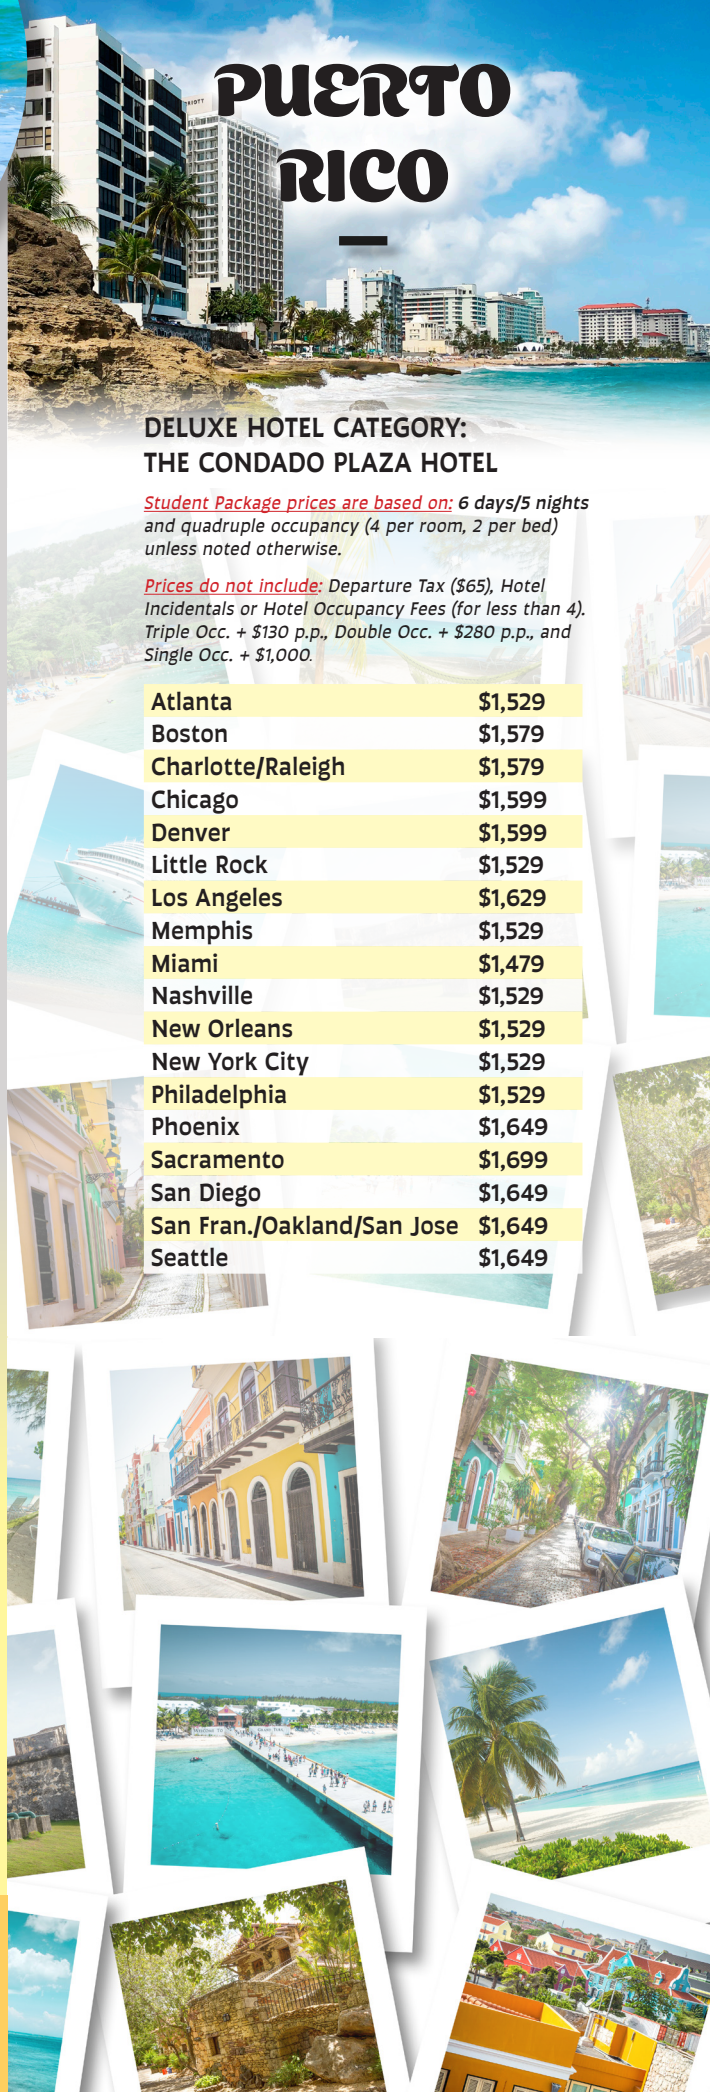 PUERTO
RICO
DELUXE HOTEL CATEGORY:
THE CONDADO PLAZA HOTEL
Student Package prices are based on: 6 days/5 nights
and quadruple occupancy (4 per room, 2 per bed)
unless noted otherwise.
Prices do not include: Departure Tax ($65), Hotel
Incidentals or Hotel Occupancy Fees (for less than 4).
Triple Occ. + $130 p.p., Double Occ. + $280 p.p., and
Single Occ. + $1,000.
Atlanta $1,529
Boston $1,579
Charlotte/Raleigh $1,579
Chicago $1,599
Denver $1,599
Little Rock $1,529
Los Angeles $1,629
Memphis $1,529
Miami $1,479
Nashville $1,529
New Orleans $1,529
New York City $1,529
Philadelphia $1,529
Phoenix $1,649
Sacramento $1,699
San Diego $1,649
San Fran./Oakland/San Jose $1,649
Seattle $1,649
WELCOME TO